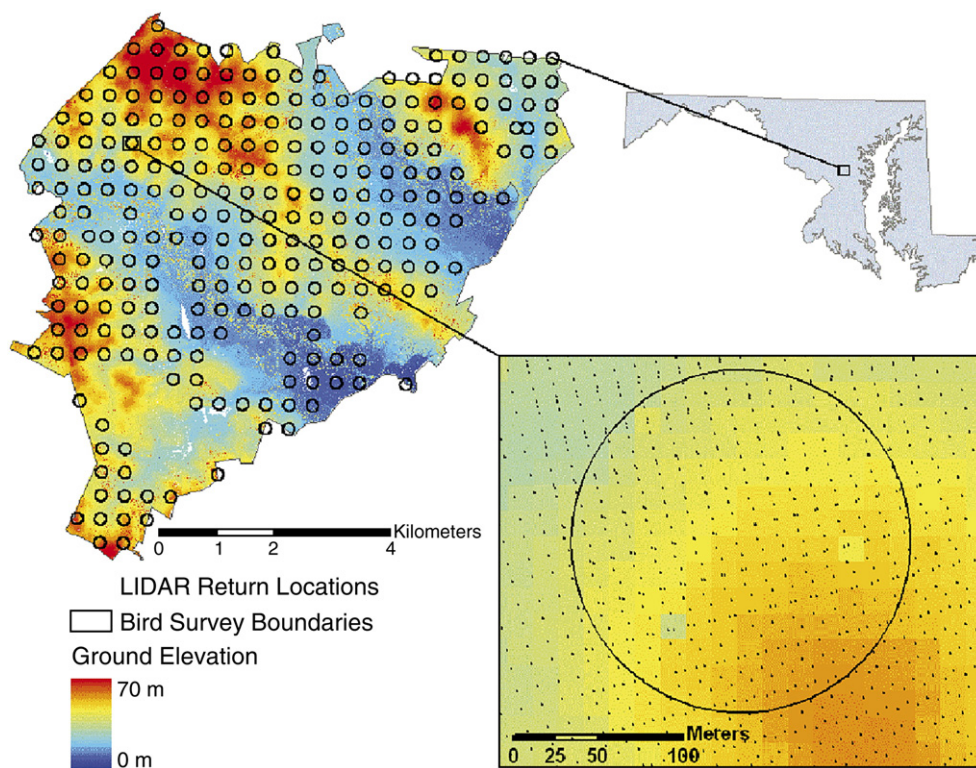 Kilometers
0 1 2 4
LIDAR Return Locations
Bird Survey Boundaries
Ground Elevation
70 m
0 m
Meters
0 25 50 100